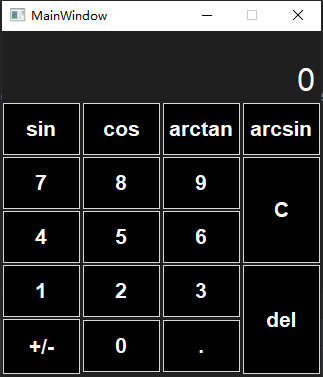 MainWindow
0
sin cos arctan arcsin
7 8 9
C
4 5 6
1 2 3
del
+/- 0 .